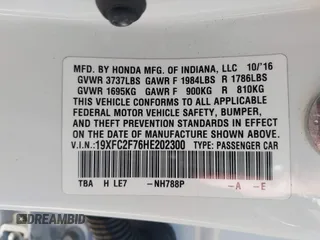 MFD. BY HONDA MFG. OF INDIANA, LLC 10/'16
GVWR 3737LBS GAWR F 1984LBS R 1786LBS
GVWR 1695KG GAWR F 900KG R 810KG
THIS VEHICLE CONFORMS TO ALL APPLICABLE
FEDERAL MOTOR VEHICLE SAFETY, BUMPER,
AND THEFT PREVENTION STANDARDS IN EFFECT
ON THE DATE OF MANUFACTURE SHOWN ABOVE.
V.I.N.: 19XFC2F76HE202300 TYPE: PASSENGER CAR
TBA H LE7 -NH788P -A -E
DREAMBID